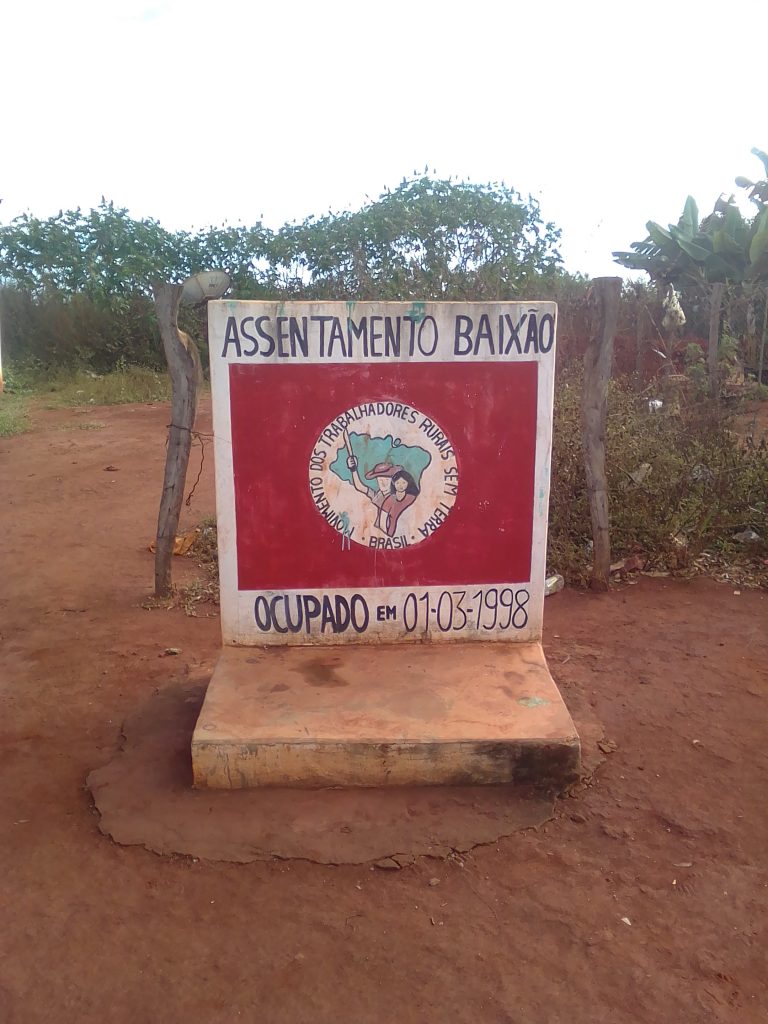 ASSENTAMENTO BAIXÃO
MOVIMENTO DOS TRABALHADORES RURAIS SEM TERRA
· BRASIL ·
OCUPADO EM 01-03-1998